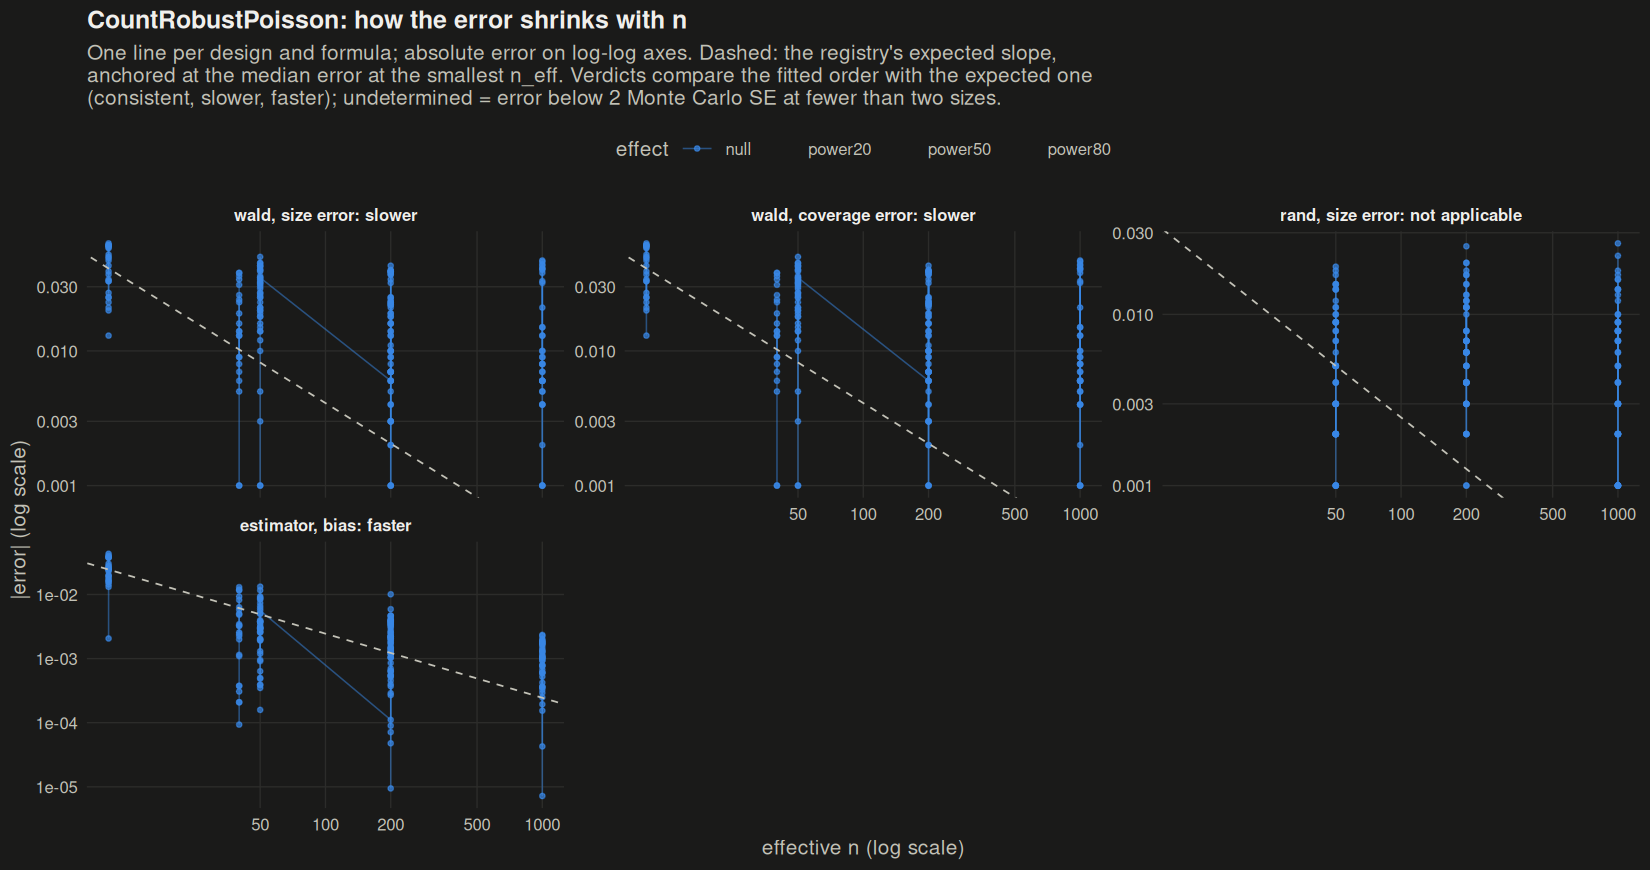 CountRobustPoisson: how the error shrinks with n
One line per design and formula; absolute error on log-log axes. Dashed: the registry's expected slope,
anchored at the median error at the smallest n_eff. Verdicts compare the fitted order with the expected one
(consistent, slower, faster); undetermined = error below 2 Monte Carlo SE at fewer than two sizes.
effect null power20 power50 power80
wald, size error: slower
0.030
0.010
0.003
0.001
wald, coverage error: slower
0.030
0.010
0.003
0.001
50 100 200 500 1000
rand, size error: not applicable
0.030
0.010
0.003
0.001
50 100 200 500 1000
estimator, bias: faster
1e-02
1e-03
1e-04
1e-05
50 100 200 500 1000
|error| (log scale)
effective n (log scale)